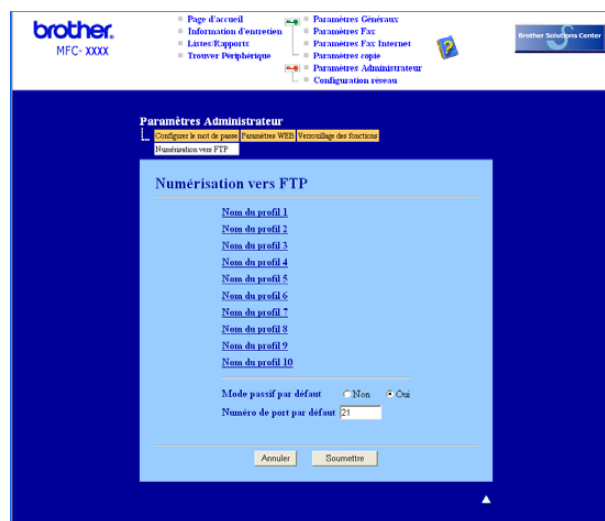 brother.
MFC- XXXX
Page d'accueil
Information d'entretien
Listes/Rapports
Trouver Périphérique
Paramètres Généraux
Paramètres Fax
Paramètres Fax Internet
Paramètres copie
Paramètres Administrateur
Configuration réseau
Brother Solutions Center
Paramètres Administrateur
Configurer le mot de passe Paramètres WEB Verrouillage des fonctions
Numérisation vers FTP
Numérisation vers FTP
Nom du profil 1
Nom du profil 2
Nom du profil 3
Nom du profil 4
Nom du profil 5
Nom du profil 6
Nom du profil 7
Nom du profil 8
Nom du profil 9
Nom du profil 10
Mode passif par défaut Non Oui
Numéro de port par défaut 21
Annuler Soumettre